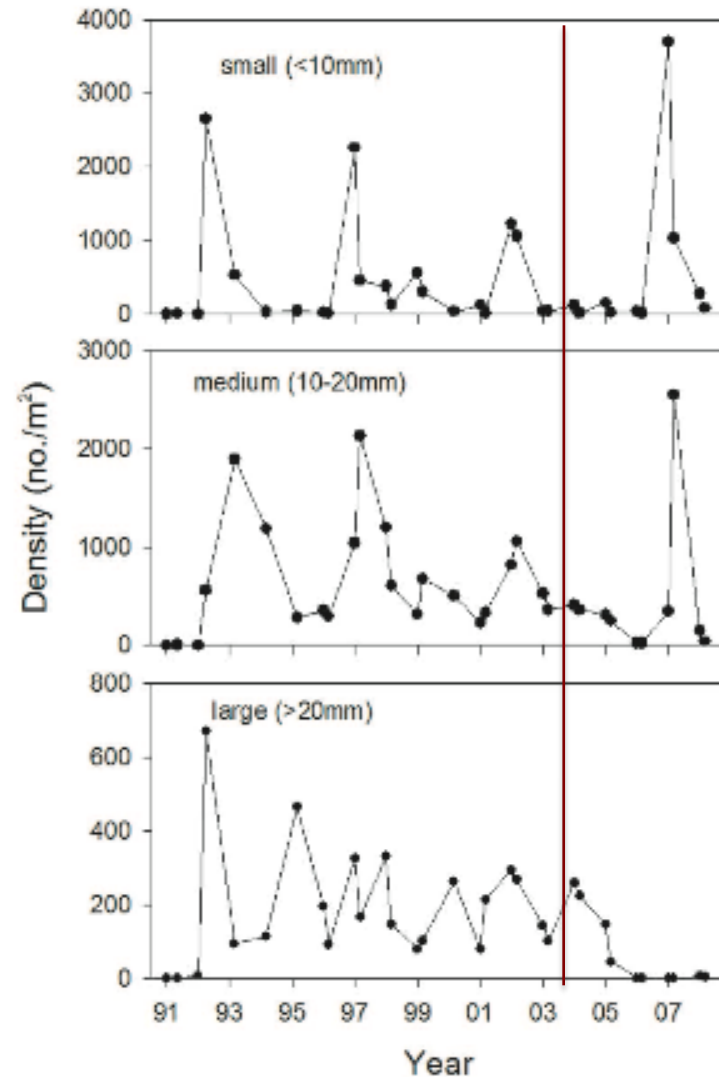 4000
small (<10mm)
3000
2000
1000
0
3000
medium (10-20mm)
2000
1000
0
Density (no./m²)
800
large (>20mm)
600
400
200
0
91 93 95 97 99 01 03 05 07
Year